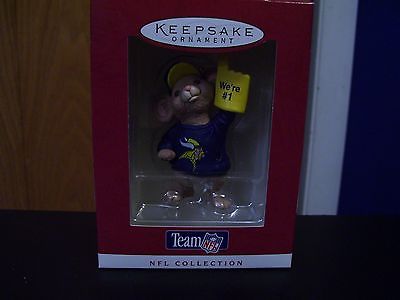 KEEPSAKE
ORNAMENT
We're
#1
Team NFL
NFL COLLECTION